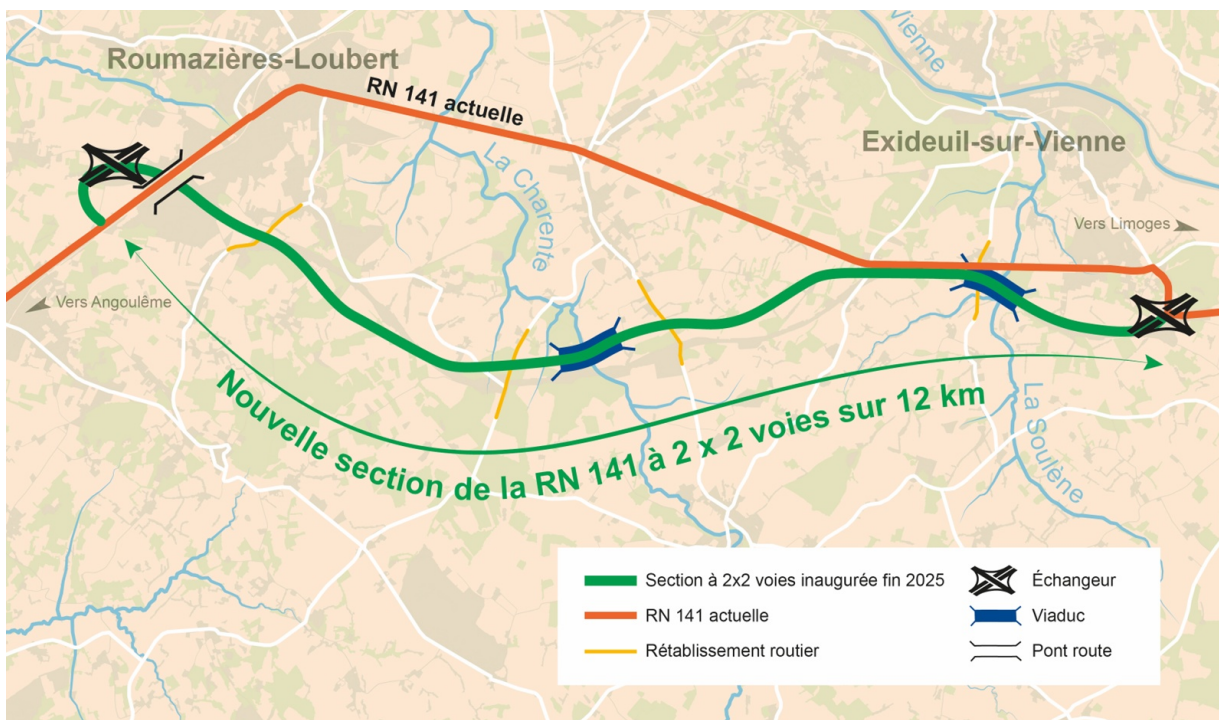 Vienne
Roumazières-Loubert
RN 141 actuelle
Exideuil-sur-Vienne
La Charente
Vers Limoges
Vers Angoulême
Nouvelle section de la RN 141 à 2 x 2 voies sur 12 km
La Soulène
Section à 2x2 voies inaugurée fin 2025
Échangeur
RN 141 actuelle
Viaduc
Rétablissement routier
Pont route